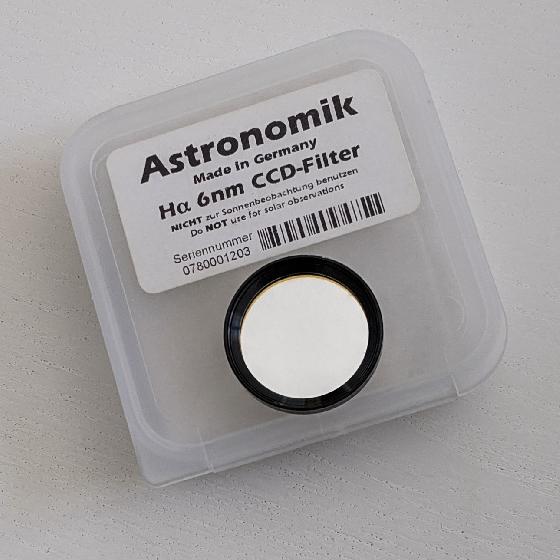 Astronomik
Made in Germany
Hα 6nm CCD-Filter
NICHT zur Sonnenbeobachtung benutzen
Do NOT use for solar observations
Seriennummer
0780001203